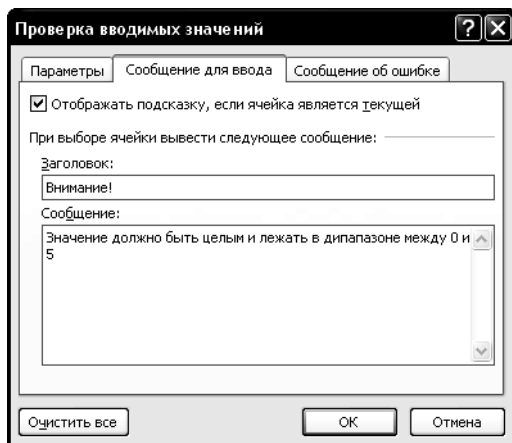 Проверка вводимых значений
Параметры Сообщение для ввода Сообщение об ошибке
Отображать подсказку, если ячейка является текущей
При выборе ячейки вывести следующее сообщение:
Заголовок:
Внимание!
Сообщение:
Значение должно быть целым и лежать в дипапазоне между 0 и
5
Очистить все ОК Отмена